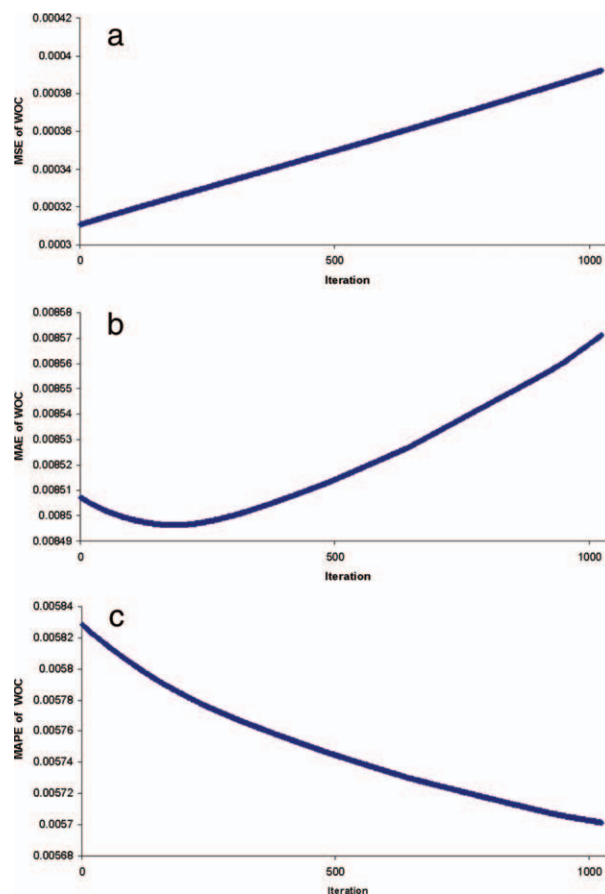 a
0.00042
0.0004
0.00038
0.00036
0.00034
0.00032
0.0003
MSE of WOC
0 500 1000
Iteration
b
0.00858
0.00857
0.00856
0.00855
0.00854
0.00853
0.00852
0.00851
0.0085
0.00849
MAE of WOC
0 500 1000
Iteration
c
0.00584
0.00582
0.0058
0.00578
0.00576
0.00574
0.00572
0.0057
0.00568
MAPE of WOC
0 500 1000
Iteration